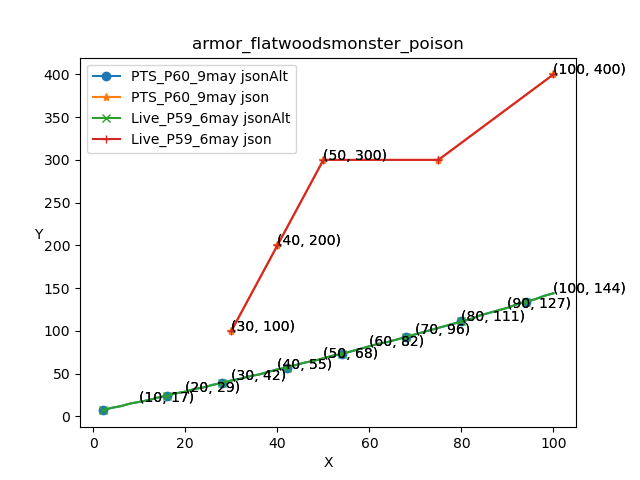 armor_flatwoodsmonster_poison
PTS_P60_9may jsonAlt
PTS_P60_9may json
Live_P59_6may jsonAlt
Live_P59_6may json
(100, 400)
(50, 300)
(40, 200)
(30, 100)
(100, 144)
(90, 127)
(80, 111)
(70, 96)
(60, 82)
(50, 68)
(40, 55)
(30, 42)
(20, 29)
(10, 17)
Y
400
350
300
250
200
150
100
50
0
0 20 40 60 80 100
X